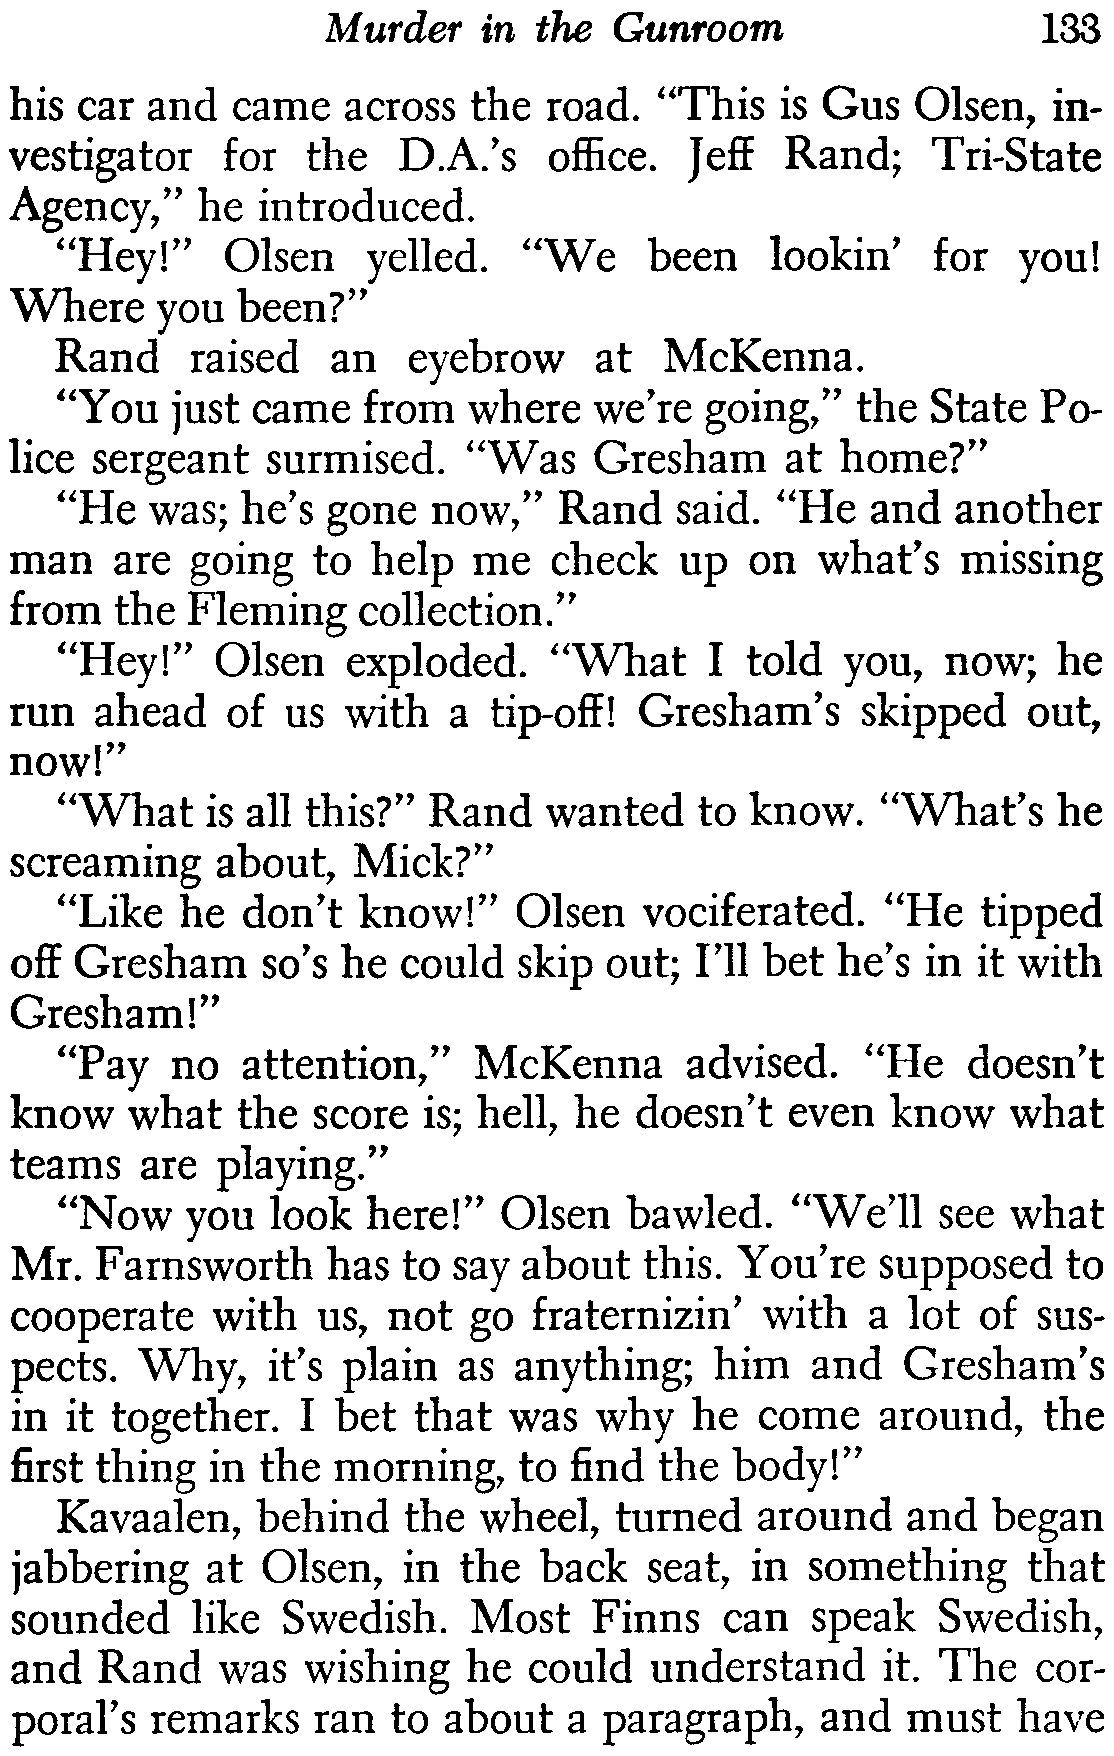 Murder in the Gunroom 133
his car and came across the road. “This is Gus Olsen, in-
vestigator for the D.A.’s office. Jeff Rand; Tri-State
Agency,” he introduced.
“Hey!” Olsen yelled. “We been lookin’ for you!
Where you been?”
Rand raised an eyebrow at McKenna.
“You just came from where we’re going,” the State Po-
lice sergeant surmised. “Was Gresham at home?”
“He was; he’s gone now,” Rand said. “He and another
man are going to help me check up on what’s missing
from the Fleming collection.”
“Hey!” Olsen exploded. “What I told you, now; he
run ahead of us with a tip-off! Gresham’s skipped out,
now!”
“What is all this?” Rand wanted to know. “What’s he
screaming about, Mick?”
“Like he don’t know!” Olsen vociferated. “He tipped
off Gresham so’s he could skip out; I’ll bet he’s in it with
Gresham!”
“Pay no attention,” McKenna advised. “He doesn’t
know what the score is; hell, he doesn’t even know what
teams are playing.”
“Now you look here!” Olsen bawled. “We’ll see what
Mr. Farnsworth has to say about this. You’re supposed to
cooperate with us, not go fraternizin’ with a lot of sus-
pects. Why, it’s plain as anything; him and Gresham’s
in it together. I bet that was why he come around, the
first thing in the morning, to find the body!”
Kavaalen, behind the wheel, turned around and began
jabbering at Olsen, in the back seat, in something that
sounded like Swedish. Most Finns can speak Swedish,
and Rand was wishing he could understand it. The cor-
poral’s remarks ran to about a paragraph, and must have